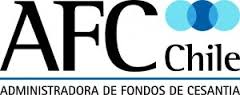 AFC Chile
ADMINISTRADORA DE FONDOS DE CESANTIA